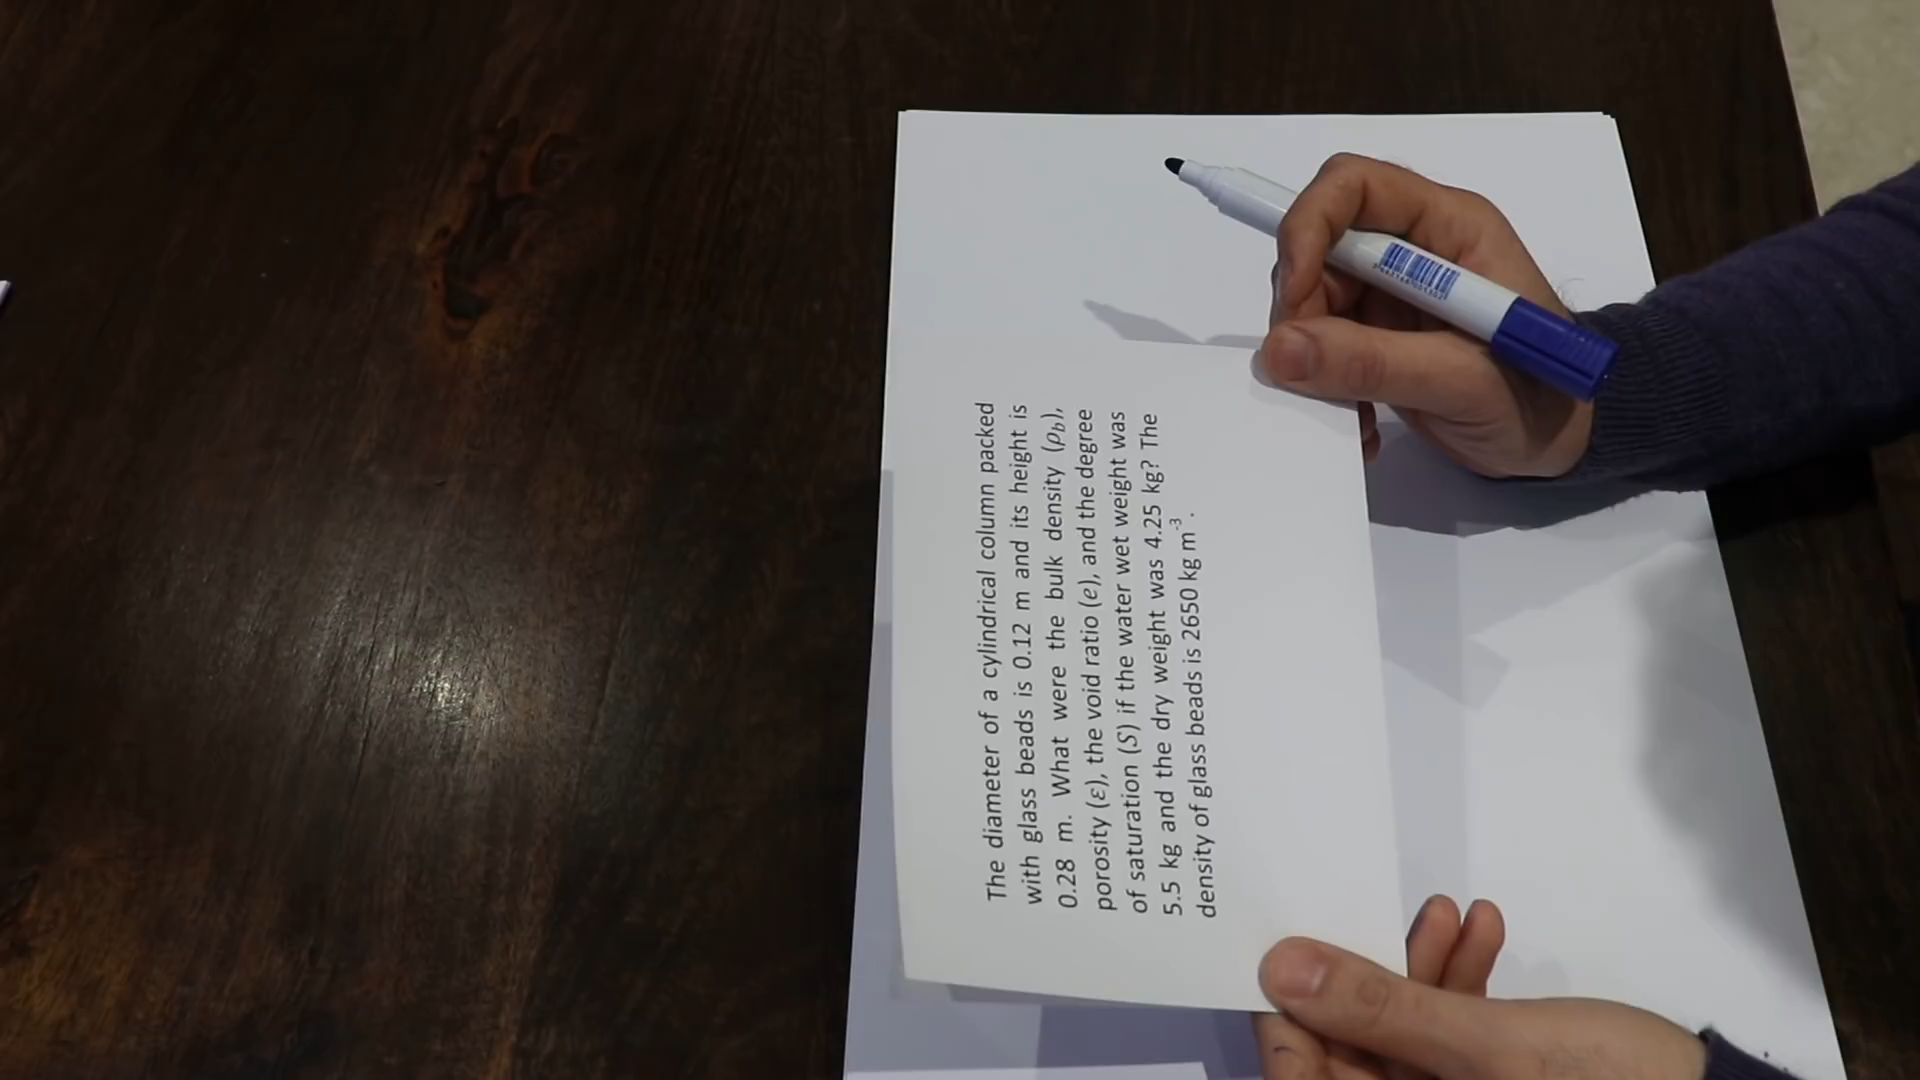 The diameter of a cylindrical column packed
with glass beads is 0.12 m and its height is
0.28 m. What were the bulk density (ρb),
porosity (ε), the void ratio (e), and the degree
of saturation (S) if the water wet weight was
5.5 kg and the dry weight was 4.25 kg? The
density of glass beads is 2650 kg m-3.